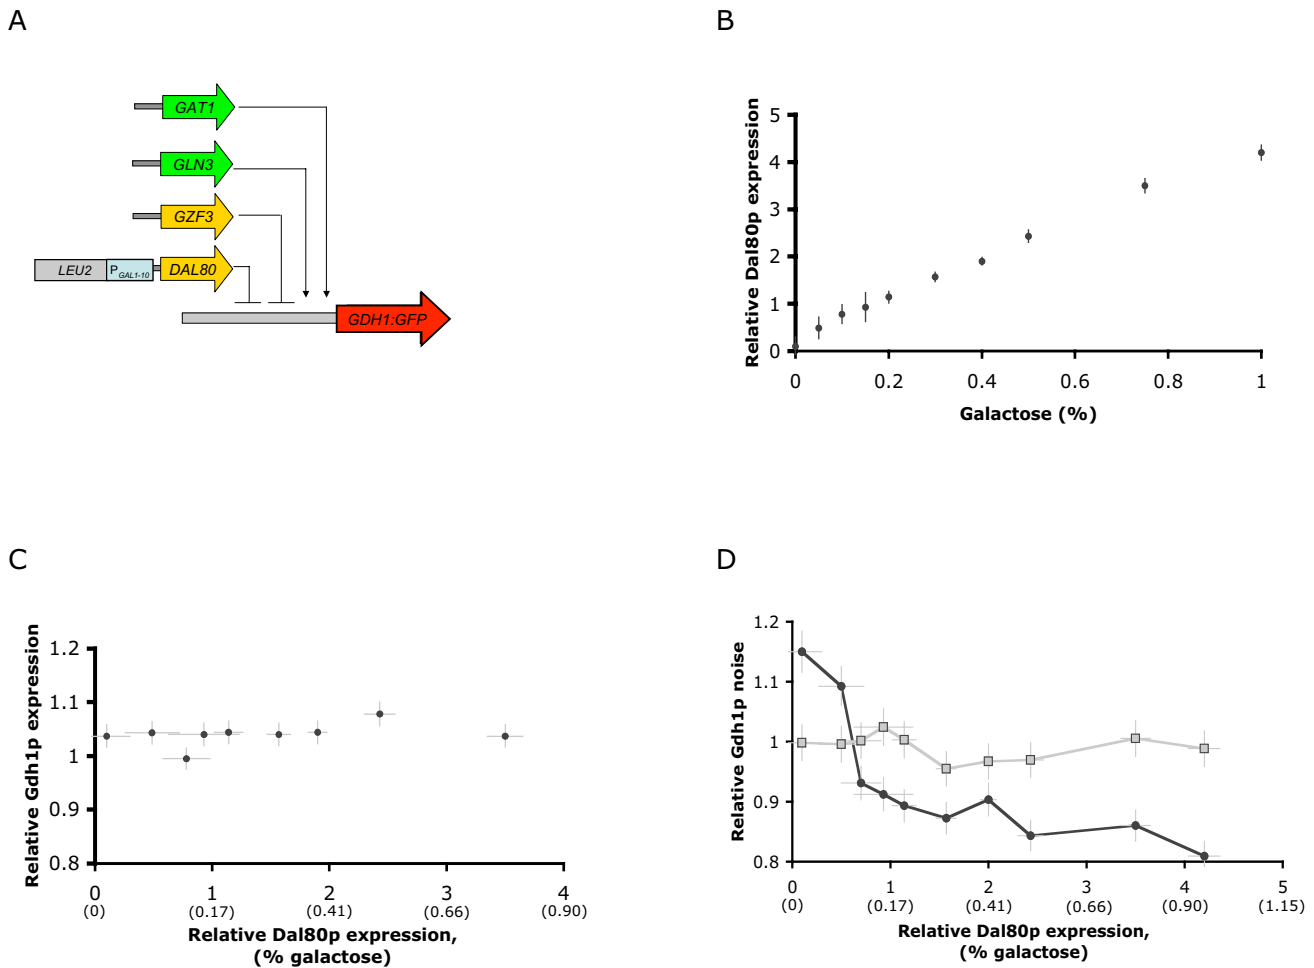 A
GAT1
GLN3
GZF3
LEU2 PGAL1-10 DAL80
GDH1:GFP
B
Relative Dal80p expression
5
4
3
2
1
0
0 0.2 0.4 0.6 0.8 1
Galactose (%)
C
Relative Gdh1p expression
1.2
1.1
1
0.9
0.8
0 1 2 3 4
(0) (0.17) (0.41) (0.66) (0.90)
Relative Dal80p expression,
(% galactose)
D
Relative Gdh1p noise
1.2
1.1
1
0.9
0.8
0 1 2 3 4 5
(0) (0.17) (0.41) (0.66) (0.90) (1.15)
Relative Dal80p expression,
(% galactose)